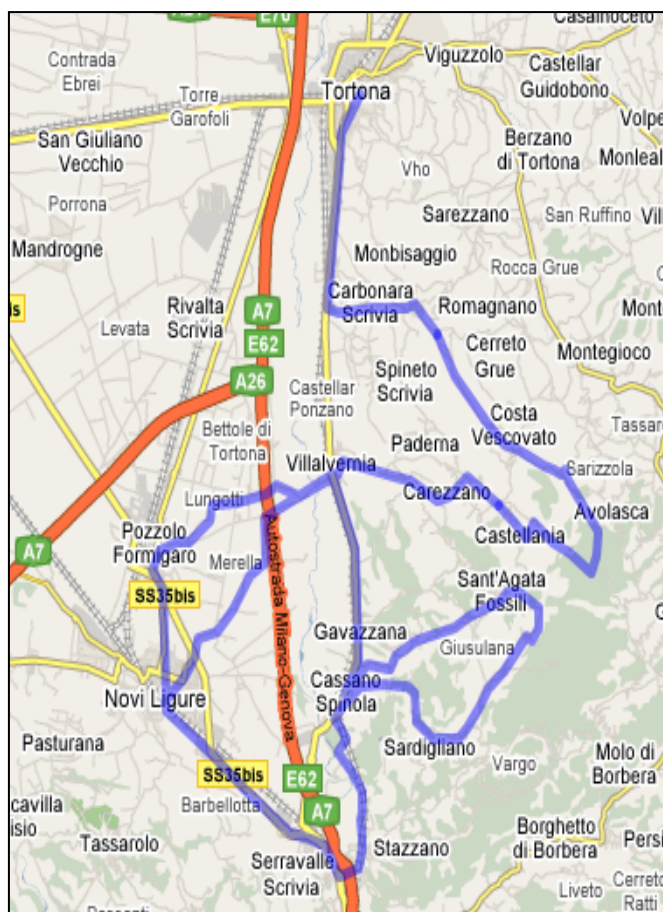 E70
Casalnoceto
Contrada
Ebrei
Viguzzolo
Castellar
Guidobono
Tortona
Torre
Garofoli
San Giuliano
Vecchio
Berzano
di Tortona
Vho
Porrona
Sarezzano
San Ruffino
Mandrogne
Monbisaggio
Rocca Grue
Carbonara
Scrivia
Romagnano
Rivalta
Scrivia
A7
E62
Levata
Cerreto
Grue
Montegioco
Spineto
Scrivia
A26
Castellar
Ponzano
Costa
Vescovato
Bettole di
Tortona
Paderna
Villalvernia
Sarizzola
Lungotti
Carezzano
Avolasca
Castellania
Pozzolo
Formigaro
A7
Merella
Autostrada Milano-Genova
Sant'Agata
Fossili
SS35bis
Gavazzana
Giusulana
Cassano
Spinola
Novi Ligure
Pasturana
Sardigliano
Vargo
Molo di
Borbera
SS35bis
E62
Barbellotta
A7
Tassarolo
Stazzano
Borghetto
di Borbera
Serravalle
Scrivia
Liveto
Cerreto
Ratti